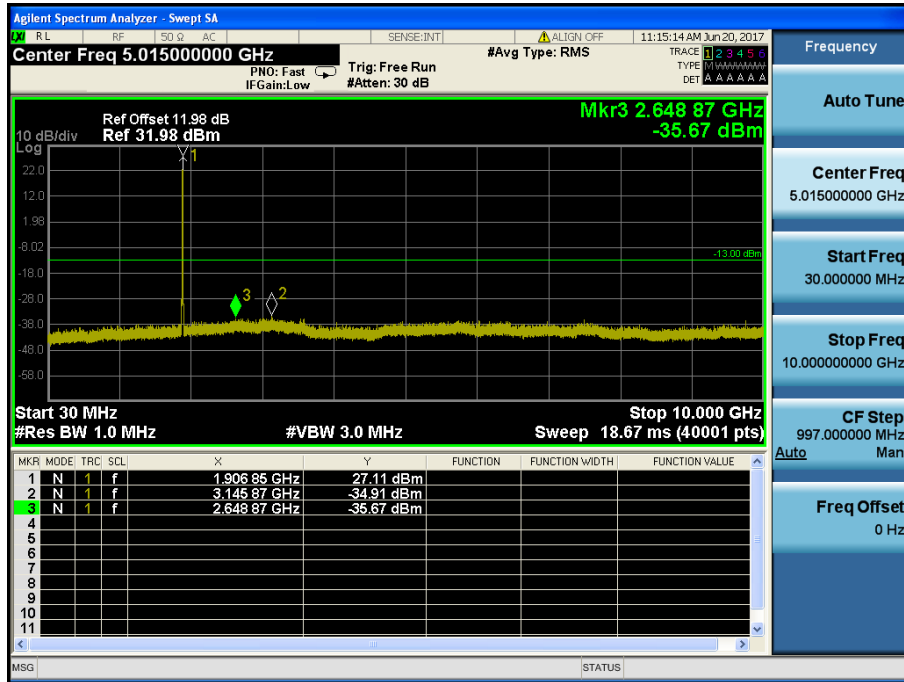 Agilent Spectrum Analyzer - Swept SA
LXI RL RF 50 Ω AC SENSE:INT ALIGN OFF 11:15:14 AM Jun 20, 2017
Center Freq 5.015000000 GHz
PNO: Fast
IFGain:Low
Trig: Free Run
#Atten: 30 dB
#Avg Type: RMS
TRACE 1 2 3 4 5 6
TYPE M
DET A A A A A A
Ref Offset 11.98 dB
10 dB/div Ref 31.98 dBm
Log
Mkr3 2.648 87 GHz
-35.67 dBm
22.0
12.0
1.98
-8.02
-18.0
-28.0
-38.0
-48.0
-58.0
1
3
2
-13.00 dBm
Start 30 MHz Stop 10.000 GHz
#Res BW 1.0 MHz #VBW 3.0 MHz Sweep 18.67 ms (40001 pts)
MKR MODE TRC SCL X Y FUNCTION FUNCTION WIDTH FUNCTION VALUE
1 N 1 f 1.906 85 GHz 27.11 dBm
2 N 1 f 3.145 87 GHz -34.91 dBm
3 N 1 f 2.648 87 GHz -35.67 dBm
4
5
6
7
8
9
10
11
MSG STATUS
Frequency
Auto Tune
Center Freq
5.015000000 GHz
Start Freq
30.000000 MHz
Stop Freq
10.000000000 GHz
CF Step
997.000000 MHz
Auto Man
Freq Offset
0 Hz